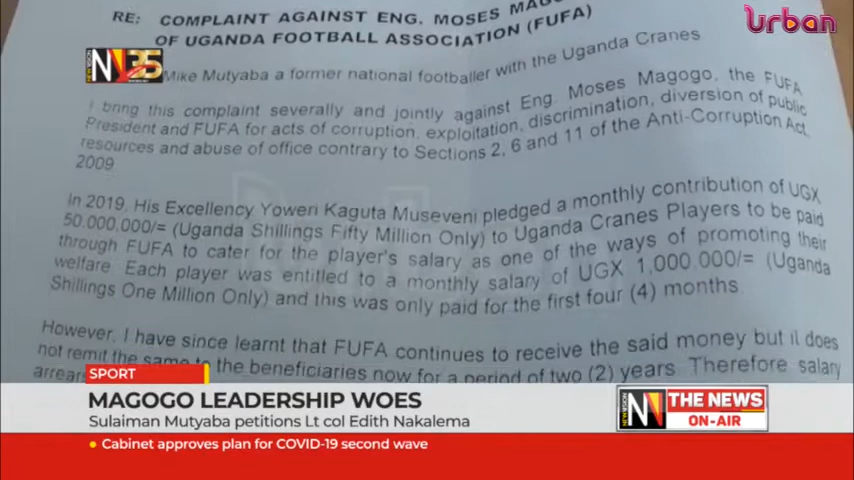 Urban
RE: COMPLAINT AGAINST ENG. MOSES
OF UGANDA FOOTBALL ASSOCIATION (FUFA)
Mike Mutyaba a former national footballer with the Uganda Cranes
I bring this complaint severally and jointly against Eng. Moses Magogo, the FUFA
President and FUFA for acts of corruption, exploitation, discrimination, diversion of public
resources and abuse of office contrary to Sections 2, 6 and 11 of the Anti-Corruption Act,
2009
In 2019, His Excellency Yoweri Kaguta Museveni pledged a monthly contribution of UGX
50.000.000/= (Uganda Shillings Fifty Million Only) to Uganda Cranes Players to be paid
through FUFA to cater for the player's salary as one of the ways of promoting their
welfare. Each player was entitled to a monthly salary of UGX 1,000.000/= (Uganda
Shillings One Million Only) and this was only paid for the first four (4) months
However, I have since learnt that FUFA continues to receive the said money but it does
not remit the same to the beneficiaries now for a period of two (2) years. Therefore salary
SPORT
MAGOGO LEADERSHIP WOES
Sulaiman Mutyaba petitions Lt col Edith Nakalema
THE NEWS
ON-AIR
Cabinet approves plan for COVID-19 second wave